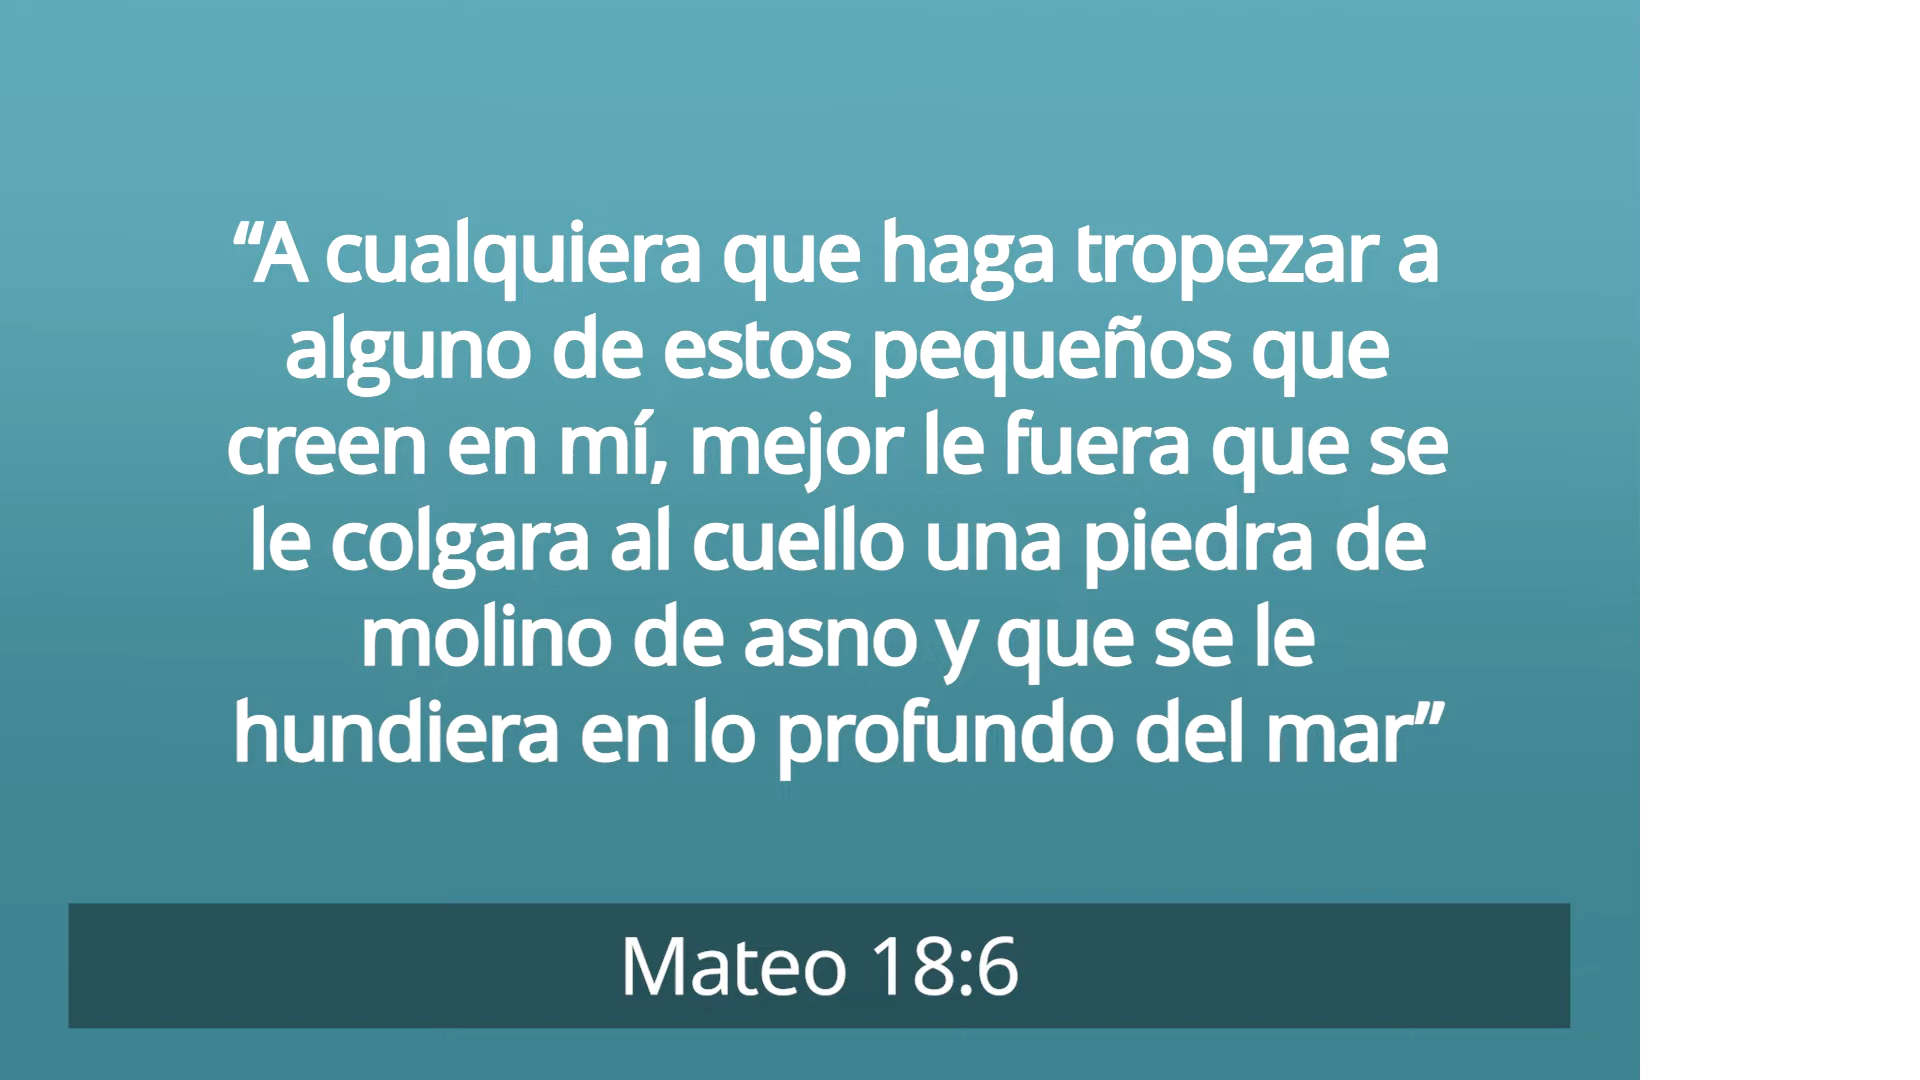 “A cualquiera que haga tropezar a
alguno de estos pequeños que
creen en mí, mejor le fuera que se
le colgara al cuello una piedra de
molino de asno y que se le
hundiera en lo profundo del mar”
Mateo 18:6